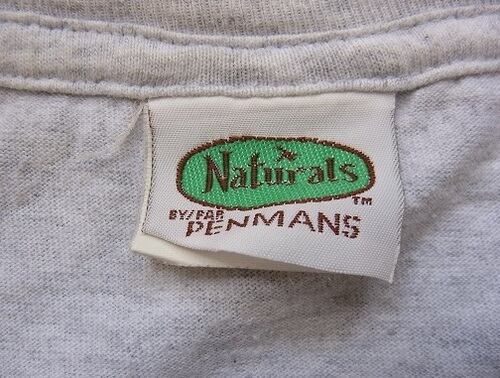 Naturals
TM
BY/PAR
PENMANS